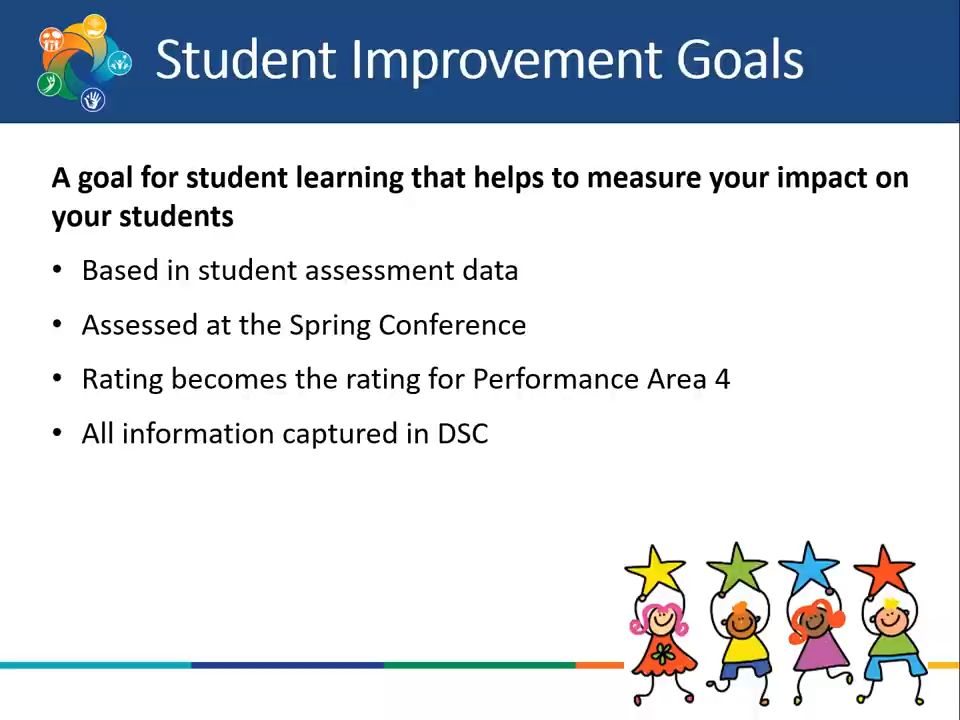 Student Improvement Goals
A goal for student learning that helps to measure your impact on
your students
• Based in student assessment data
• Assessed at the Spring Conference
• Rating becomes the rating for Performance Area 4
• All information captured in DSC